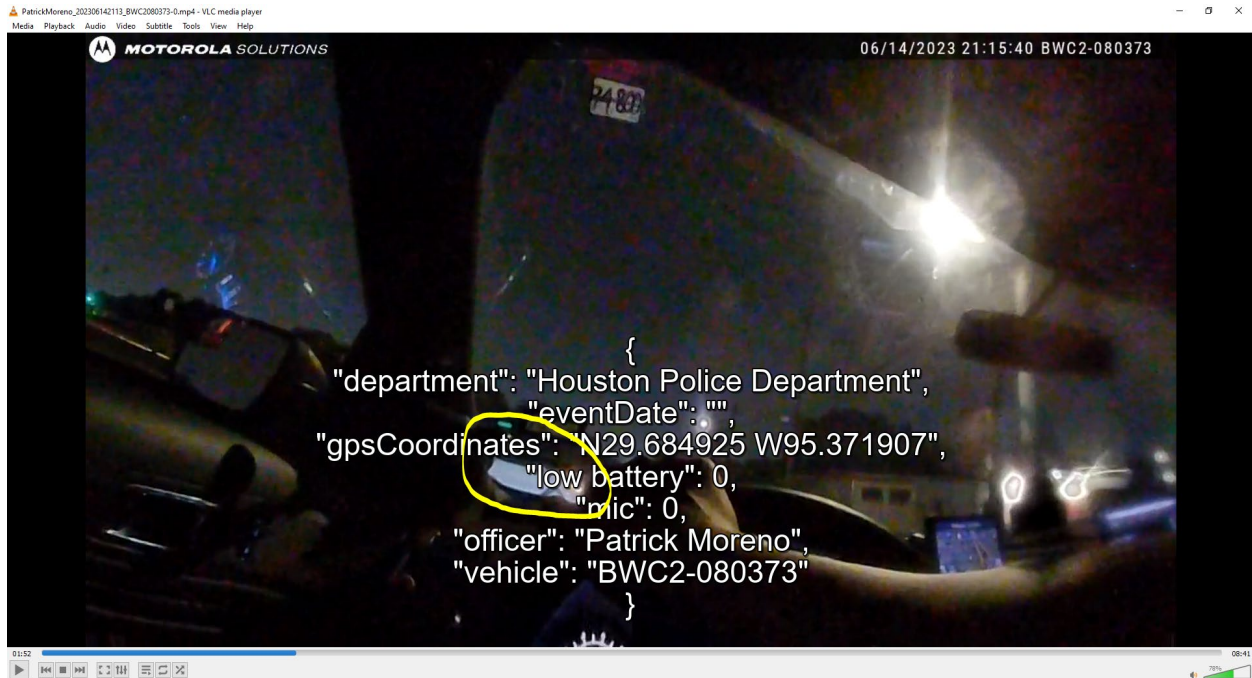 PatrickMoreno_202306142113_BWC2080373-0.mp4 - VLC media player
Media Playback Audio Video Subtitle Tools View Help
MOTOROLA SOLUTIONS
06/14/2023 21:15:40 BWC2-080373
{
"department": "Houston Police Department",
"eventDate": "",
"gpsCoordinates": "N29.684925 W95.371907",
"low battery": 0,
"mic": 0,
"officer": "Patrick Moreno",
"vehicle": "BWC2-080373"
}
01:52
08:41
78%